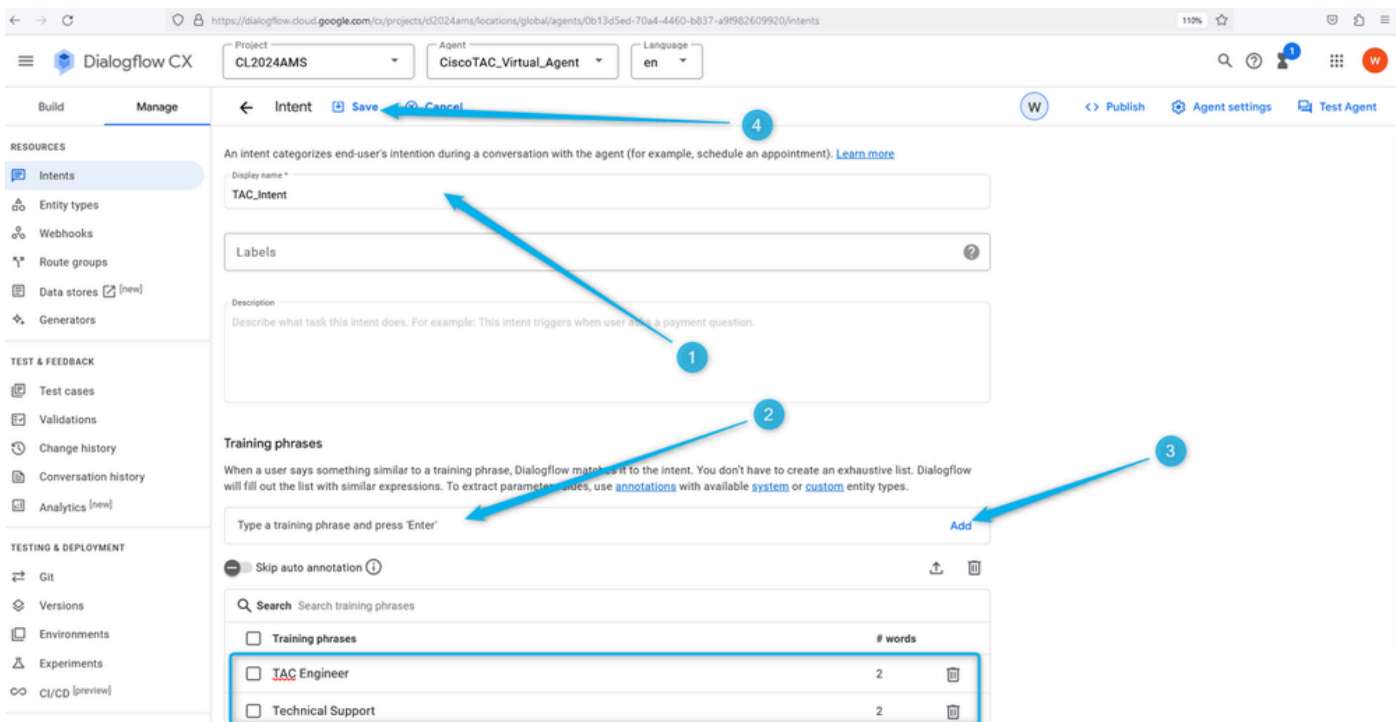 https://dialogflow.cloud.google.com/cx/projects/cl2024ams/locations/global/agents/0b13d5ed-70a4-4460-b837-a9f982609920/intents 110%
Dialogflow CX Project CL2024AMS Agent CiscoTAC_Virtual_Agent Language en 1 W
Build Manage Intent Save Cancel W Publish Agent settings Test Agent
4
RESOURCES
Intents
Entity types
Webhooks
Route groups
Data stores [new]
Generators
TEST & FEEDBACK
Test cases
Validations
Change history
Conversation history
Analytics [new]
TESTING & DEPLOYMENT
Git
Versions
Environments
Experiments
CI/CD [preview]
An intent categorizes end-user's intention during a conversation with the agent (for example, schedule an appointment). Learn more
Display name *
TAC_Intent
Labels
Description
Describe what task this intent does. For example: This intent triggers when user asks a payment question.
1
2
3
Training phrases
When a user says something similar to a training phrase, Dialogflow matches it to the intent. You don't have to create an exhaustive list. Dialogflow
will fill out the list with similar expressions. To extract parameter values, use annotations with available system or custom entity types.
Type a training phrase and press 'Enter' Add
Skip auto annotation
Search Search training phrases
Training phrases # words
TAC Engineer 2
Technical Support 2